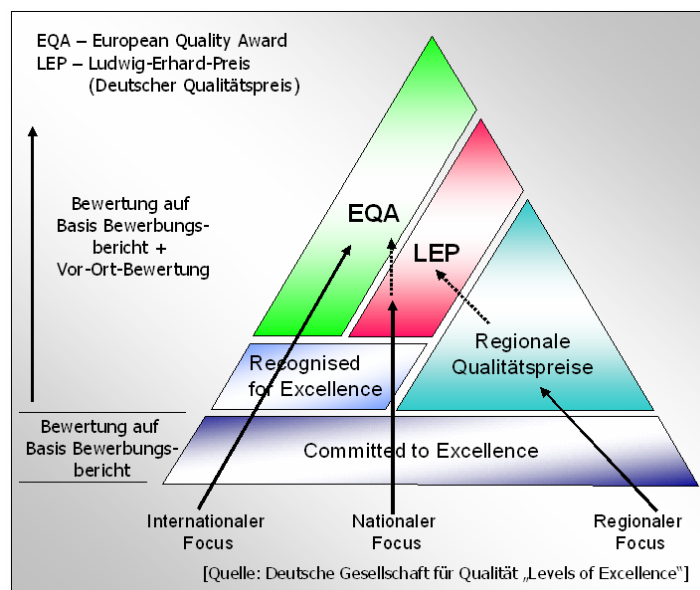 EQA – European Quality Award
LEP – Ludwig-Erhard-Preis
(Deutscher Qualitätspreis)
Bewertung auf
Basis Bewerbungs-
bericht +
Vor-Ort-Bewertung
EQA
LEP
Regionale
Qualitätspreise
Recognised
for Excellence
Bewertung auf
Basis Bewerbungs-
bericht
Committed to Excellence
Internationaler
Focus
Nationaler
Focus
Regionaler
Focus
[Quelle: Deutsche Gesellschaft für Qualität „Levels of Excellence“]